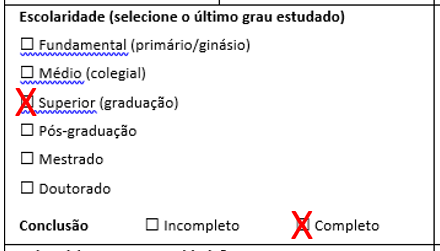 Escolaridade (selecione o último grau estudado)
☐ Fundamental (primário/ginásio)
☐ Médio (colegial)
☒ Superior (graduação)
☐ Pós-graduação
☐ Mestrado
☐ Doutorado
Conclusão ☐ Incompleto ☒ Completo